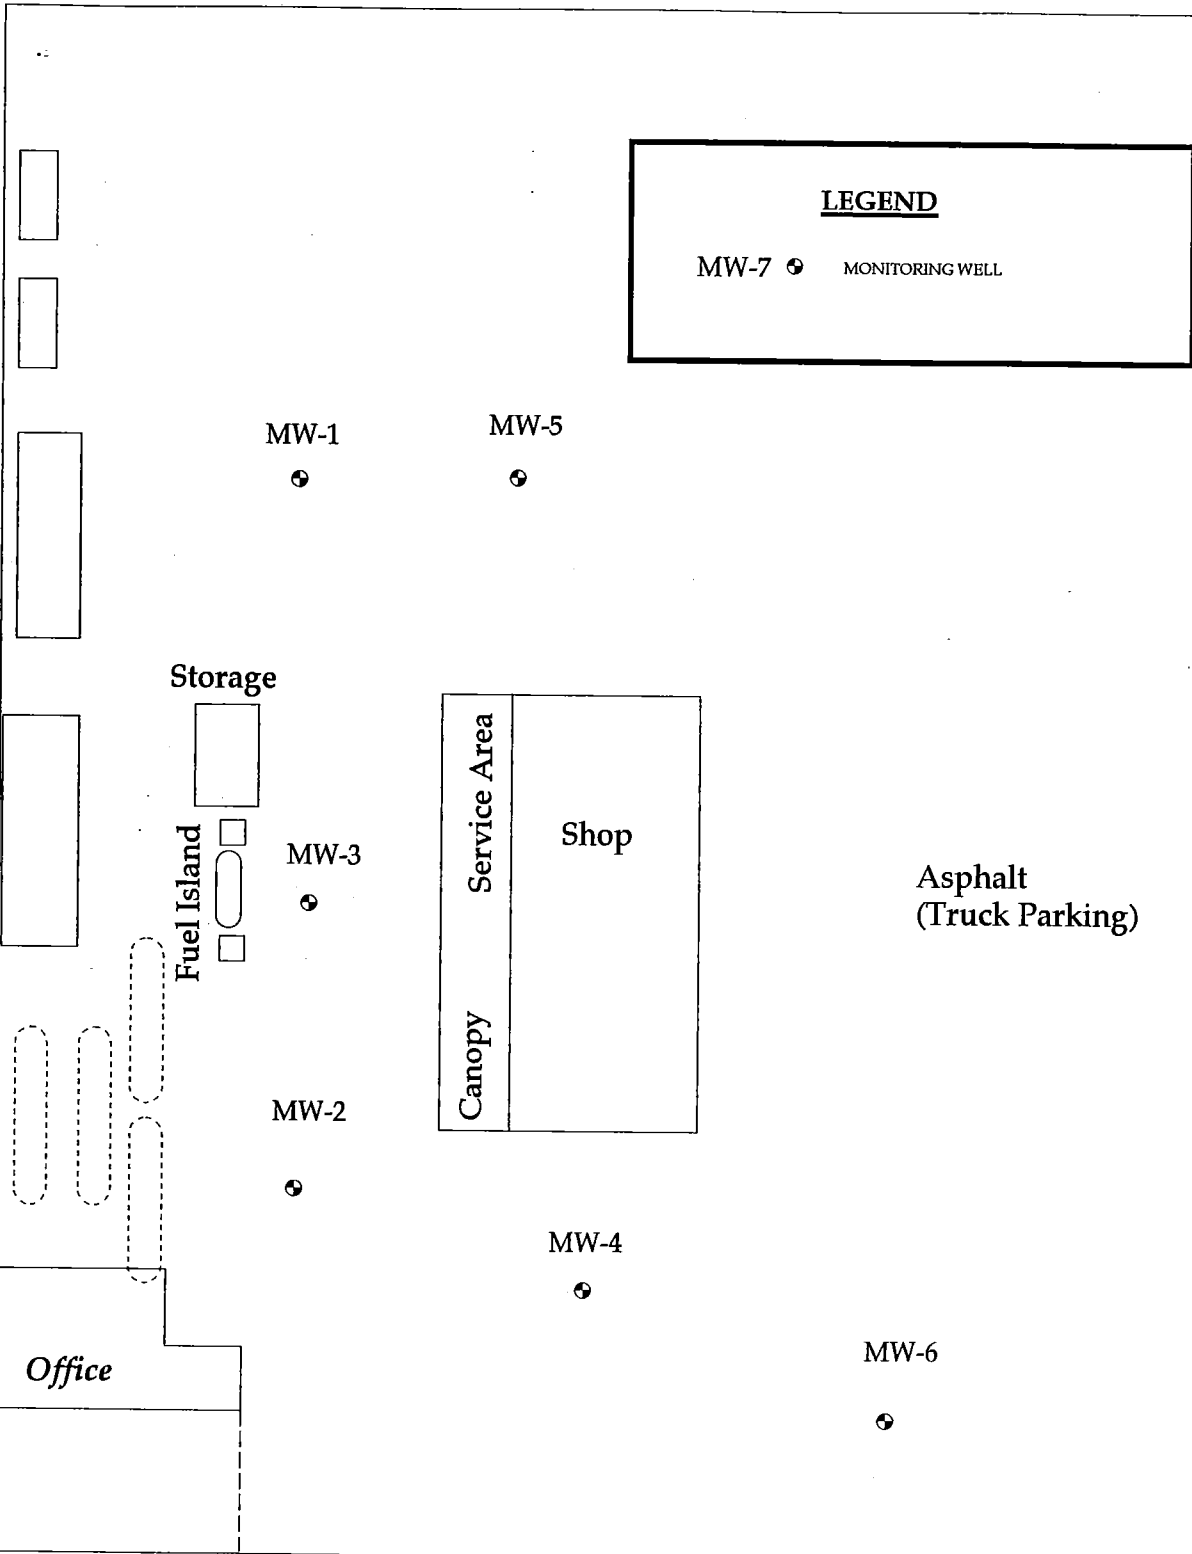 LEGEND
MW-7 MONITORING WELL
MW-1
MW-5
Storage
Service Area
Shop
Fuel Island
MW-3
Asphalt
(Truck Parking)
Canopy
MW-2
MW-4
MW-6
Office